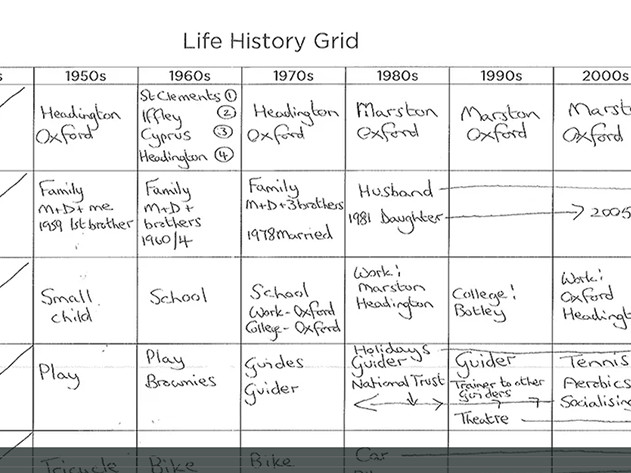 Life History Grid
s 1950s 1960s 1970s 1980s 1990s 2000s
Headington
Oxford
St Clements ①
Iffley ②
Cyprus ③
Headington ④
Headington
Oxford
Marston
Oxford
Marston
Oxford
Marst
Oxford
Family
M+D+me
1959 1st brother
Family
M+D+
brothers
1960/4
Family
M+D+3brothers
1978 Married
Husband
1981 Daughter
2005
Small
child
School
School
Work - Oxford
College - Oxford
Work:
Marston
Headington
College:
Botley
Work:
Oxford
Headingt
Play
Play
Brownies
Guides
Guider
Holidays
Guider
National Trust
Guider
Trainer to other
Guiders
Theatre
Tennis
Aerobics
Socialising
Tricycle
Bike
Bike
Car